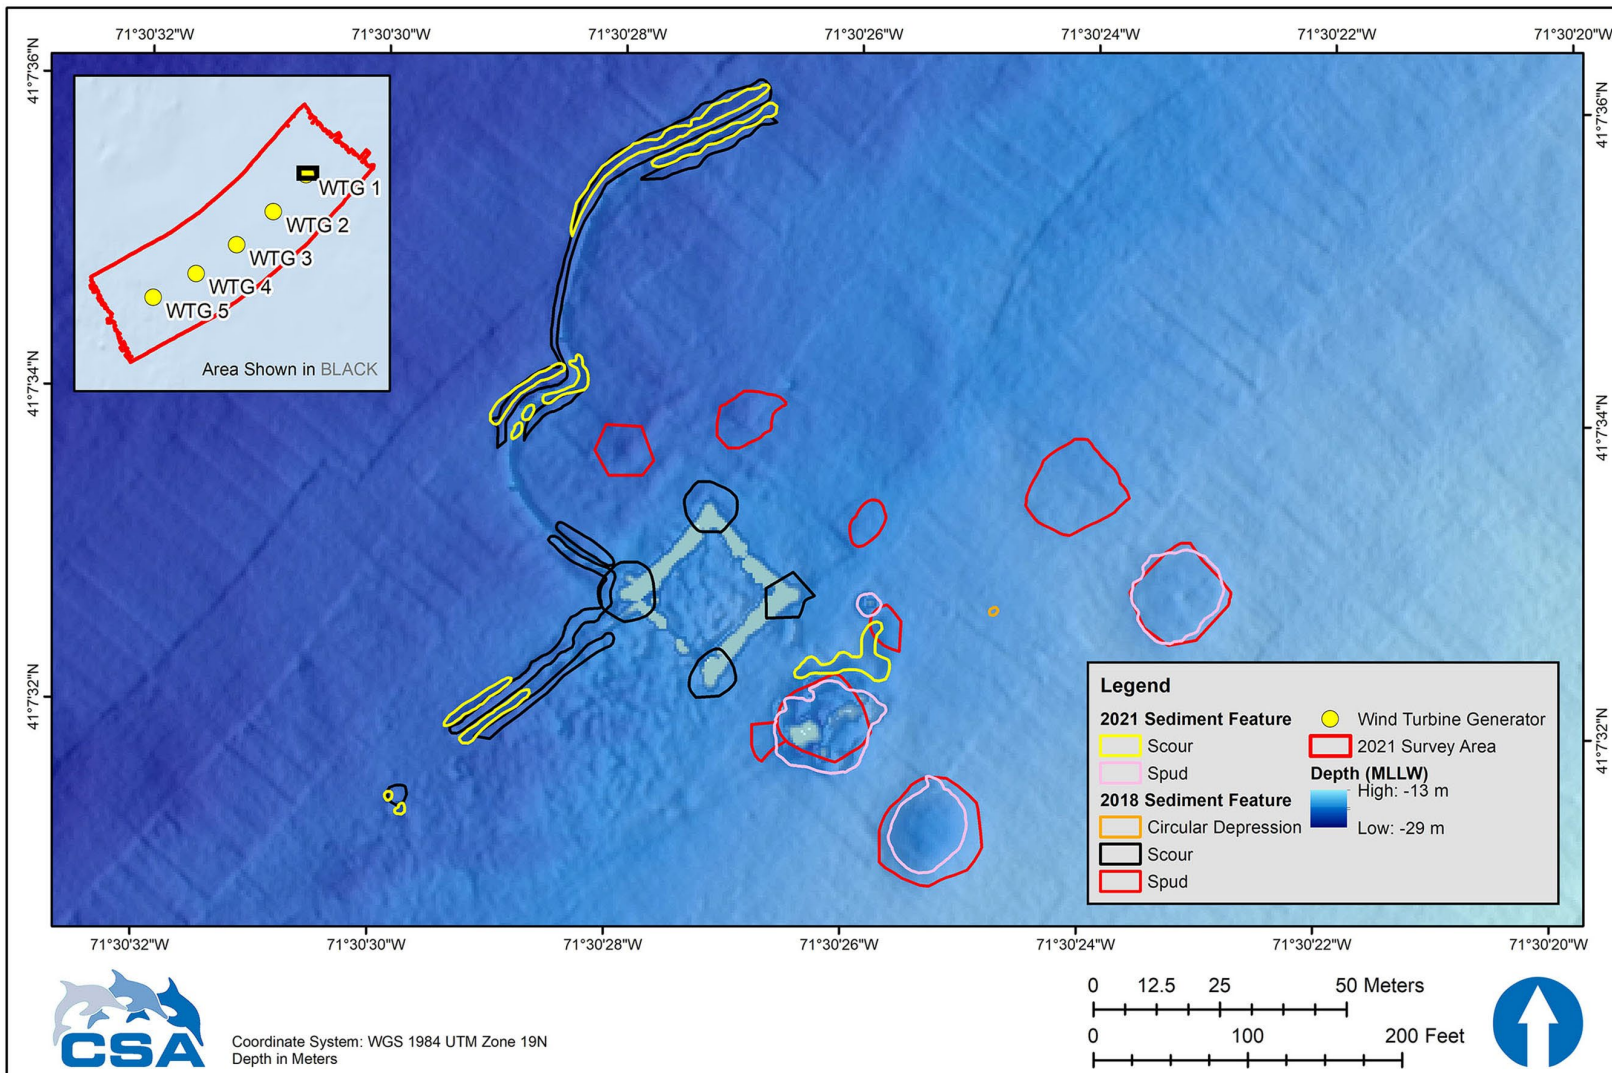 71°30'32"W
71°30'30"W
71°30'28"W
71°30'26"W
71°30'24"W
71°30'22"W
71°30'20"W
41°7'36"N
41°7'34"N
41°7'32"N
WTG 1
WTG 2
WTG 3
WTG 4
WTG 5
Area Shown in BLACK
41°7'36"N
41°7'34"N
41°7'32"N
Legend
2021 Sediment Feature
Scour
Spud
2018 Sediment Feature
Circular Depression
Scour
Spud
Wind Turbine Generator
2021 Survey Area
Depth (MLLW)
High: -13 m
Low: -29 m
71°30'32"W
71°30'30"W
71°30'28"W
71°30'26"W
71°30'24"W
71°30'22"W
71°30'20"W
CSA
Coordinate System: WGS 1984 UTM Zone 19N
Depth in Meters
0 12.5 25 50 Meters
0 100 200 Feet